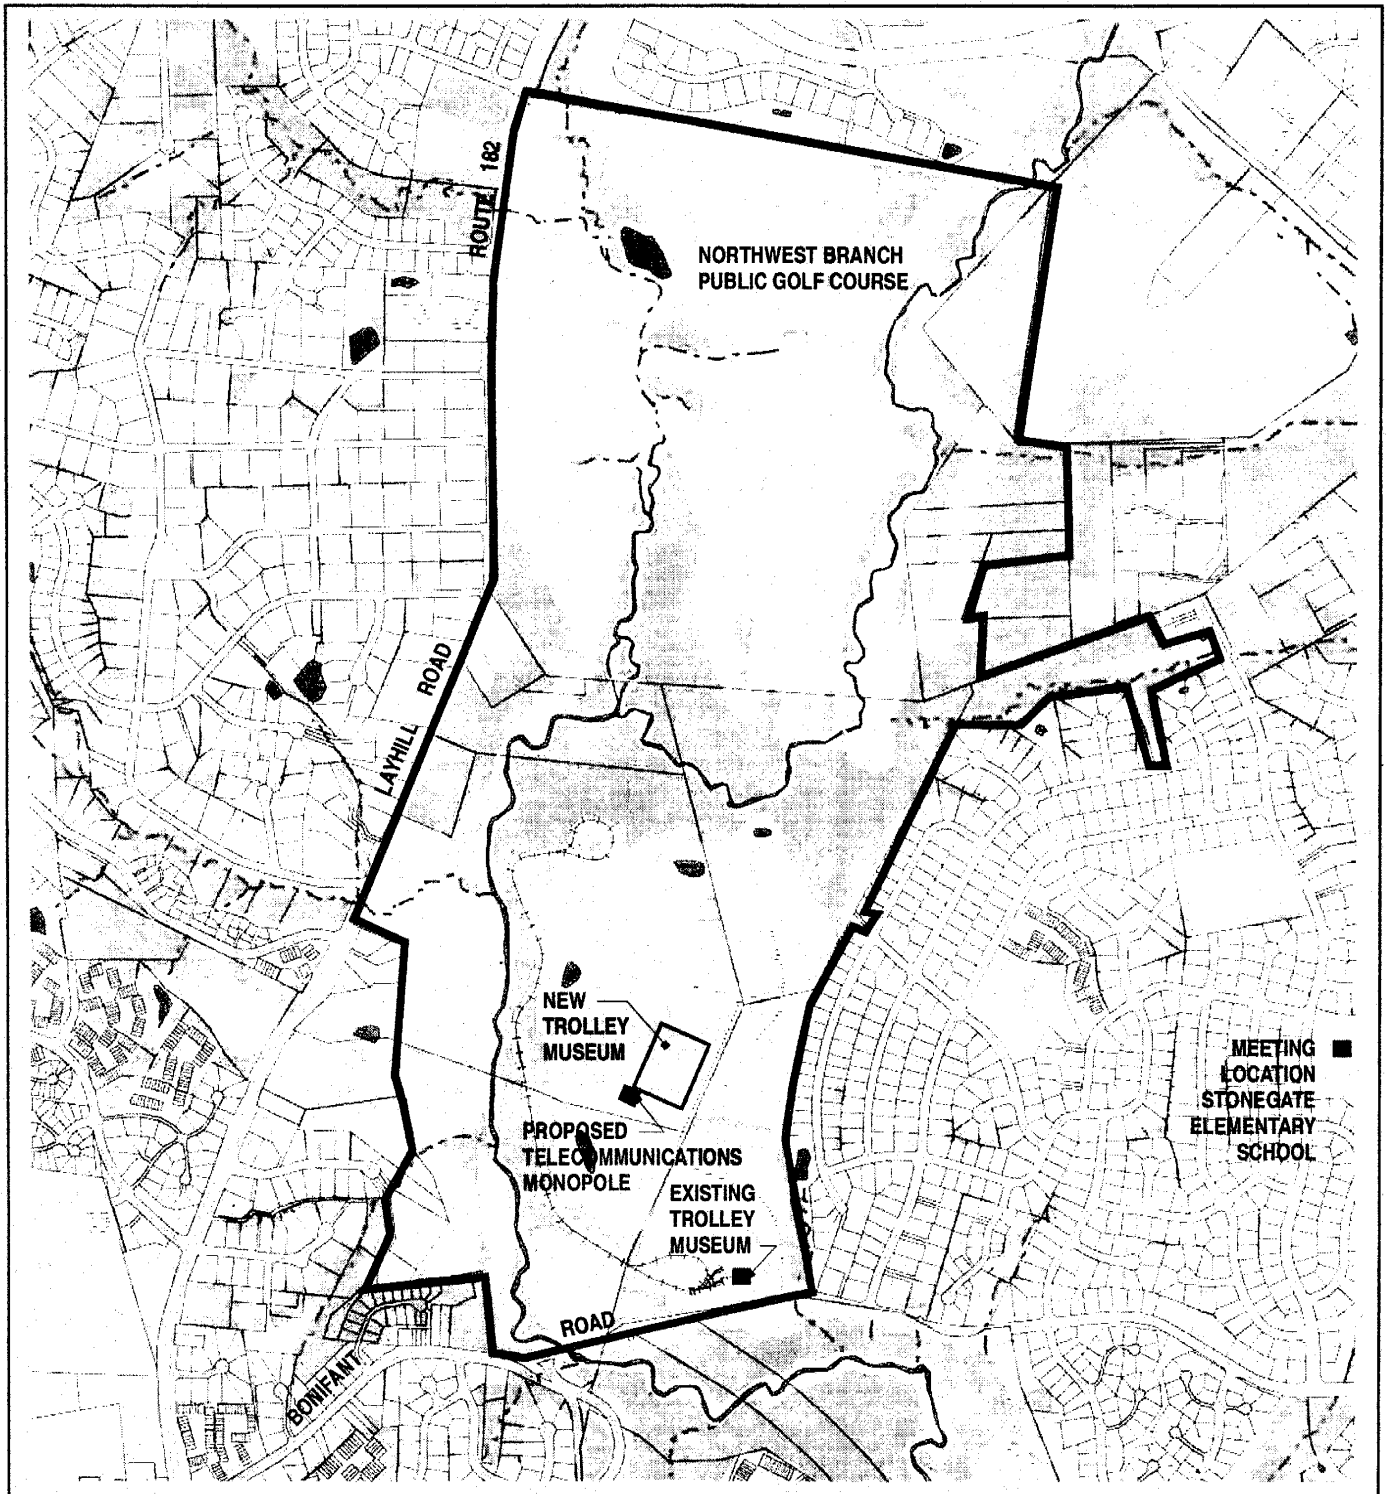 ROUTE 182
NORTHWEST BRANCH
PUBLIC GOLF COURSE
LAYHILL ROAD
NEW
TROLLEY
MUSEUM
MEETING
LOCATION
STONEGATE
ELEMENTARY
SCHOOL
PROPOSED
TELECOMMUNICATIONS
MONOPOLE
EXISTING
TROLLEY
MUSEUM
BONIFANT ROAD